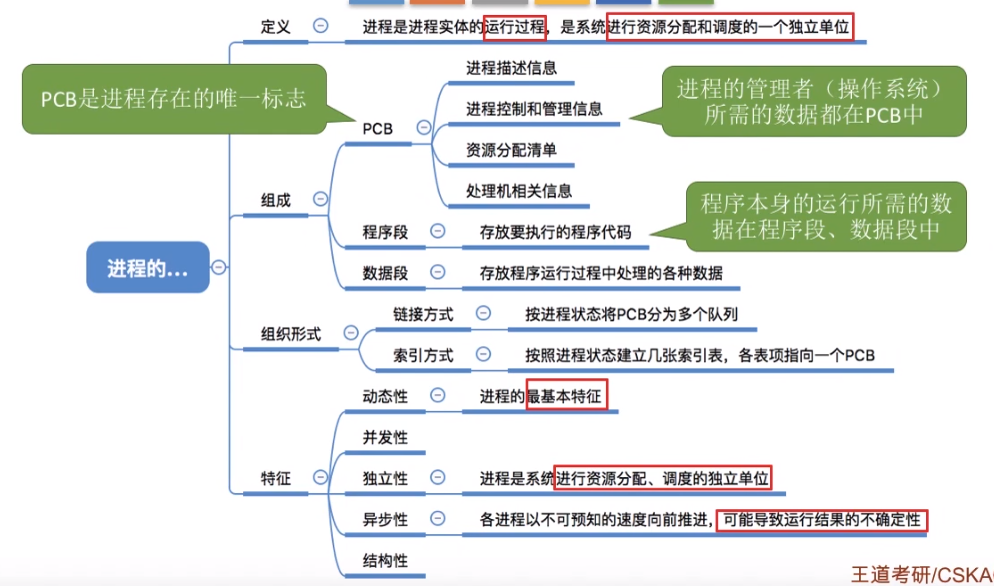 定义
进程是进程实体的运行过程，是系统进行资源分配和调度的一个独立单位
PCB是进程存在的唯一标志
进程描述信息
进程控制和管理信息
进程的管理者（操作系统）
所需的数据都在PCB中
PCB
资源分配清单
处理机相关信息
组成
程序段
存放要执行的程序代码
程序本身的运行所需的数
据在程序段、数据段中
数据段
存放程序运行过程中处理的各种数据
进程的...
组织形式
链接方式
按进程状态将PCB分为多个队列
索引方式
按照进程状态建立几张索引表，各表项指向一个PCB
特征
动态性
进程的最基本特征
并发性
独立性
进程是系统进行资源分配、调度的独立单位
异步性
各进程以不可预知的速度向前推进，可能导致运行结果的不确定性
结构性
王道考研/CSKA